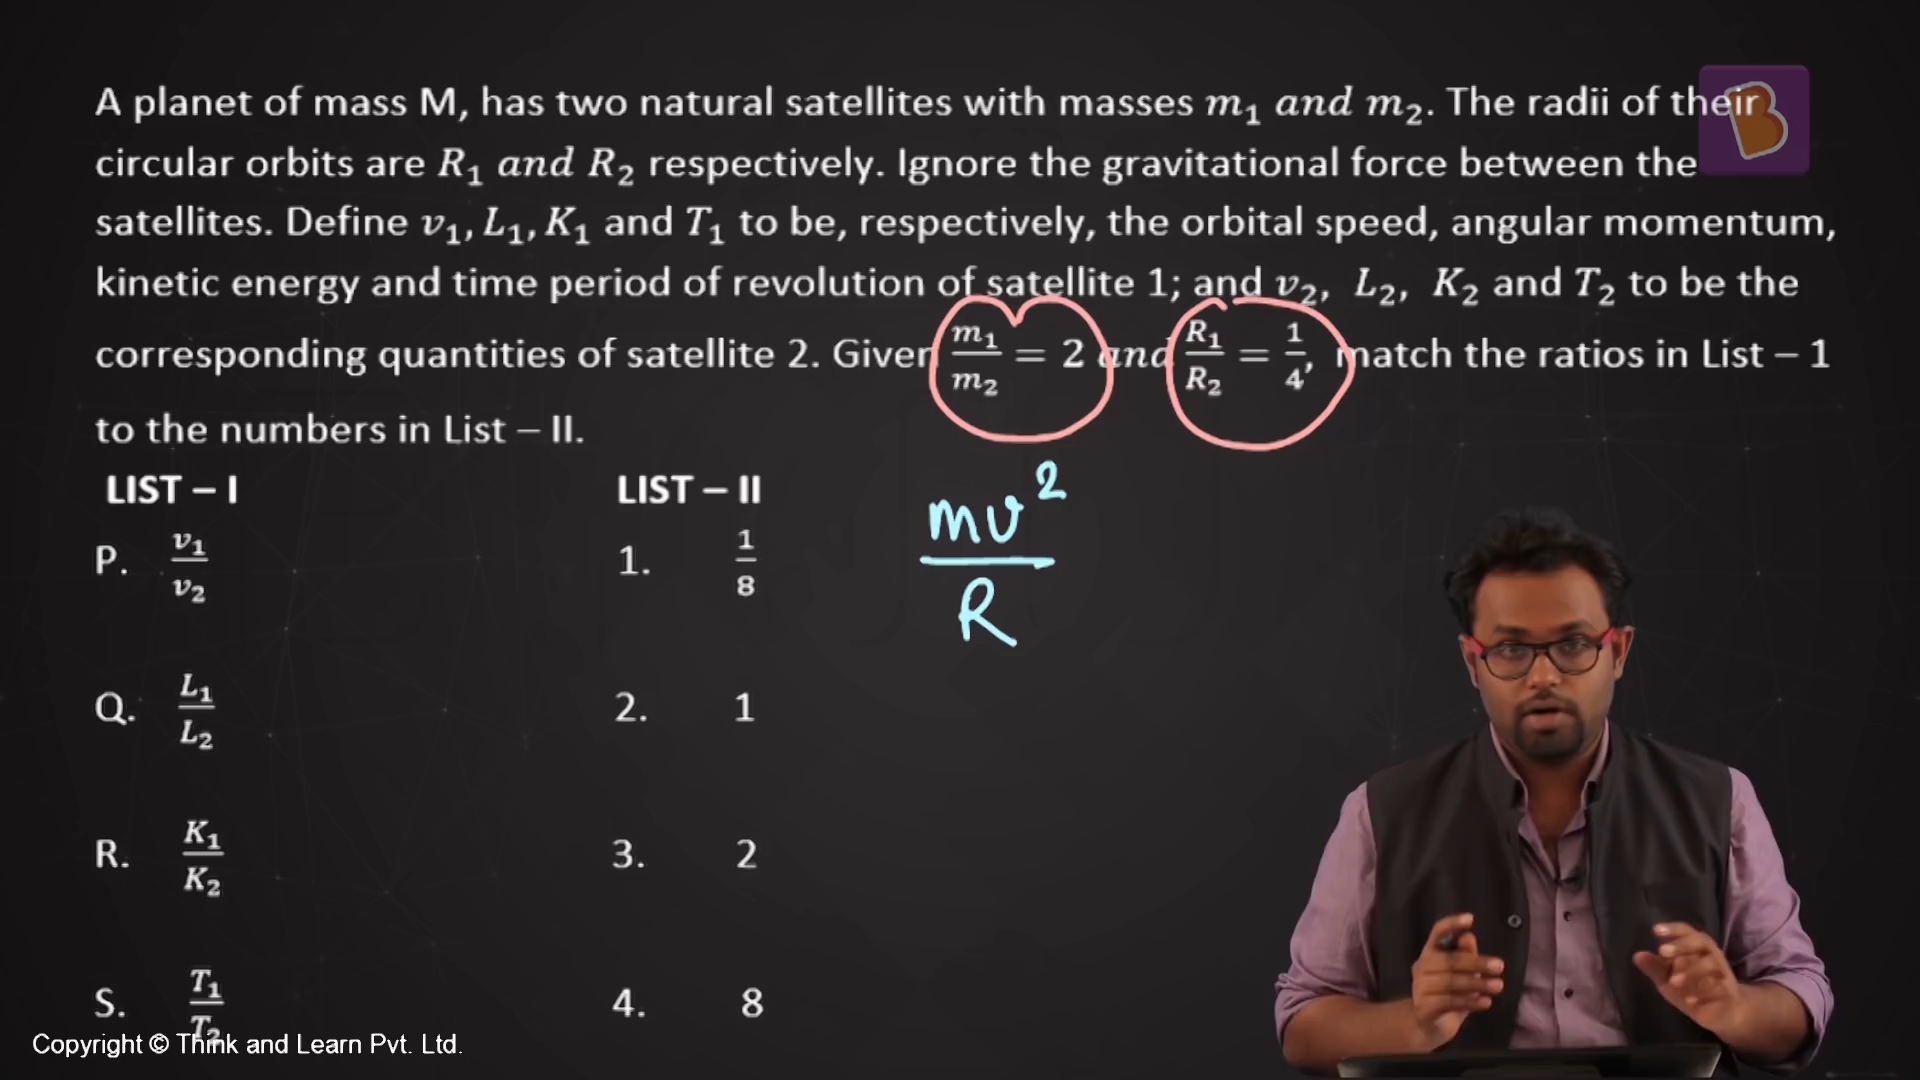 A planet of mass M, has two natural satellites with masses m₁ and m₂. The radii of their
circular orbits are R₁ and R₂ respectively. Ignore the gravitational force between the
satellites. Define v₁, L₁, K₁ and T₁ to be, respectively, the orbital speed, angular momentum,
kinetic energy and time period of revolution of satellite 1; and v₂, L₂, K₂ and T₂ to be the
corresponding quantities of satellite 2. Given m₁/m₂ = 2 and R₁/R₂ = 1/4, match the ratios in List – 1
to the numbers in List – II.
LIST – I LIST – II
P. v₁/v₂ 1. 1/8
mv²/R
Q. L₁/L₂ 2. 1
R. K₁/K₂ 3. 2
S. T₁/T₂ 4. 8
Copyright © Think and Learn Pvt. Ltd.
B